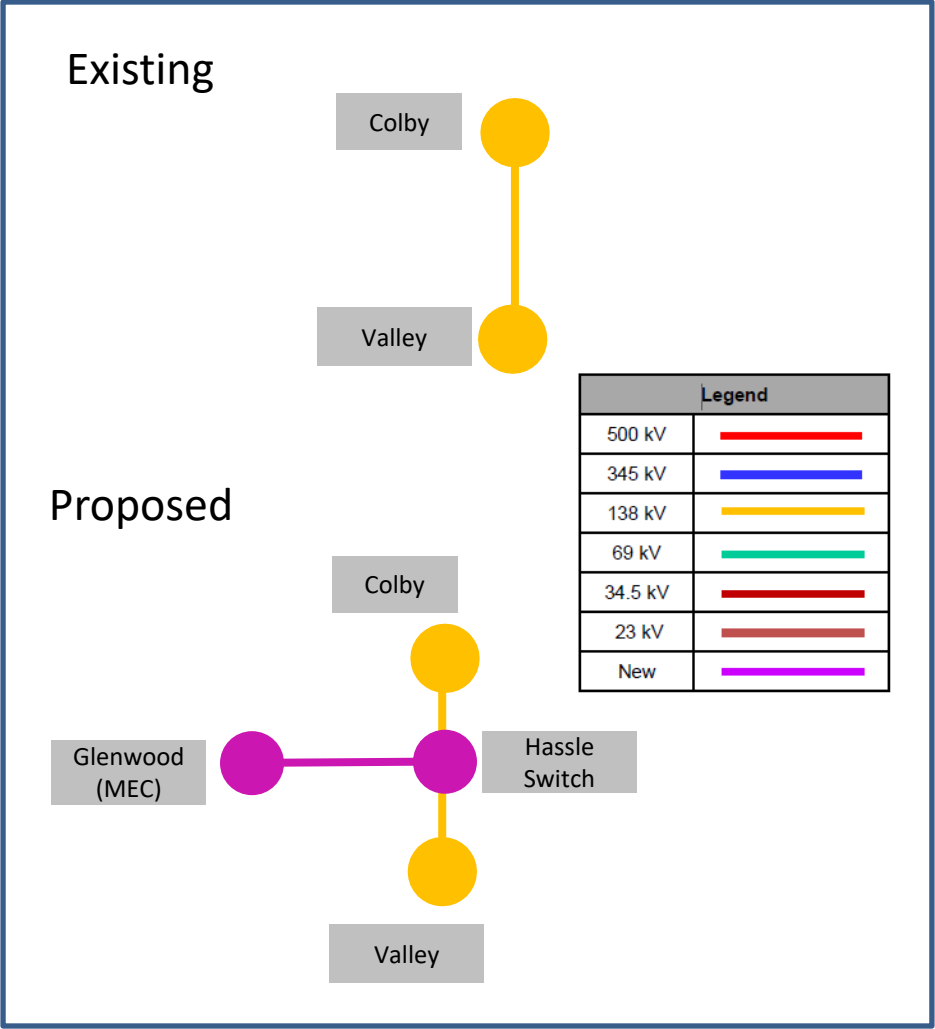 Existing
Colby
Valley
Legend
500 kV
345 kV
138 kV
69 kV
34.5 kV
23 kV
New
Proposed
Colby
Glenwood
(MEC)
Hassle
Switch
Valley